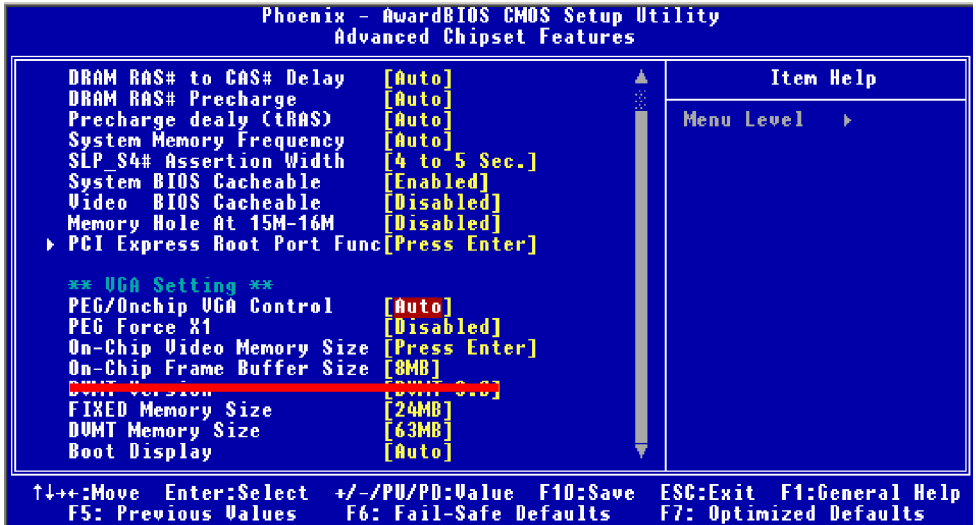 Phoenix - AwardBIOS CMOS Setup Utility
Advanced Chipset Features
DRAM RAS# to CAS# Delay [Auto]
DRAM RAS# Precharge [Auto]
Precharge dealy (tRAS) [Auto]
System Memory Frequency [Auto]
SLP_S4# Assertion Width [4 to 5 Sec.]
System BIOS Cacheable [Enabled]
Video BIOS Cacheable [Disabled]
Memory Hole At 15M-16M [Disabled]
PCI Express Root Port Func[Press Enter]
** VGA Setting **
PEG/Onchip VGA Control [Auto]
PEG Force X1 [Disabled]
On-Chip Video Memory Size [Press Enter]
On-Chip Frame Buffer Size [8MB]
FIXED Memory Size [24MB]
DVMT Memory Size [63MB]
Boot Display [Auto]
Item Help
Menu Level ▸
↑↓→←:Move Enter:Select +/-/PU/PD:Value F10:Save ESC:Exit F1:General Help
F5: Previous Values F6: Fail-Safe Defaults F7: Optimized Defaults